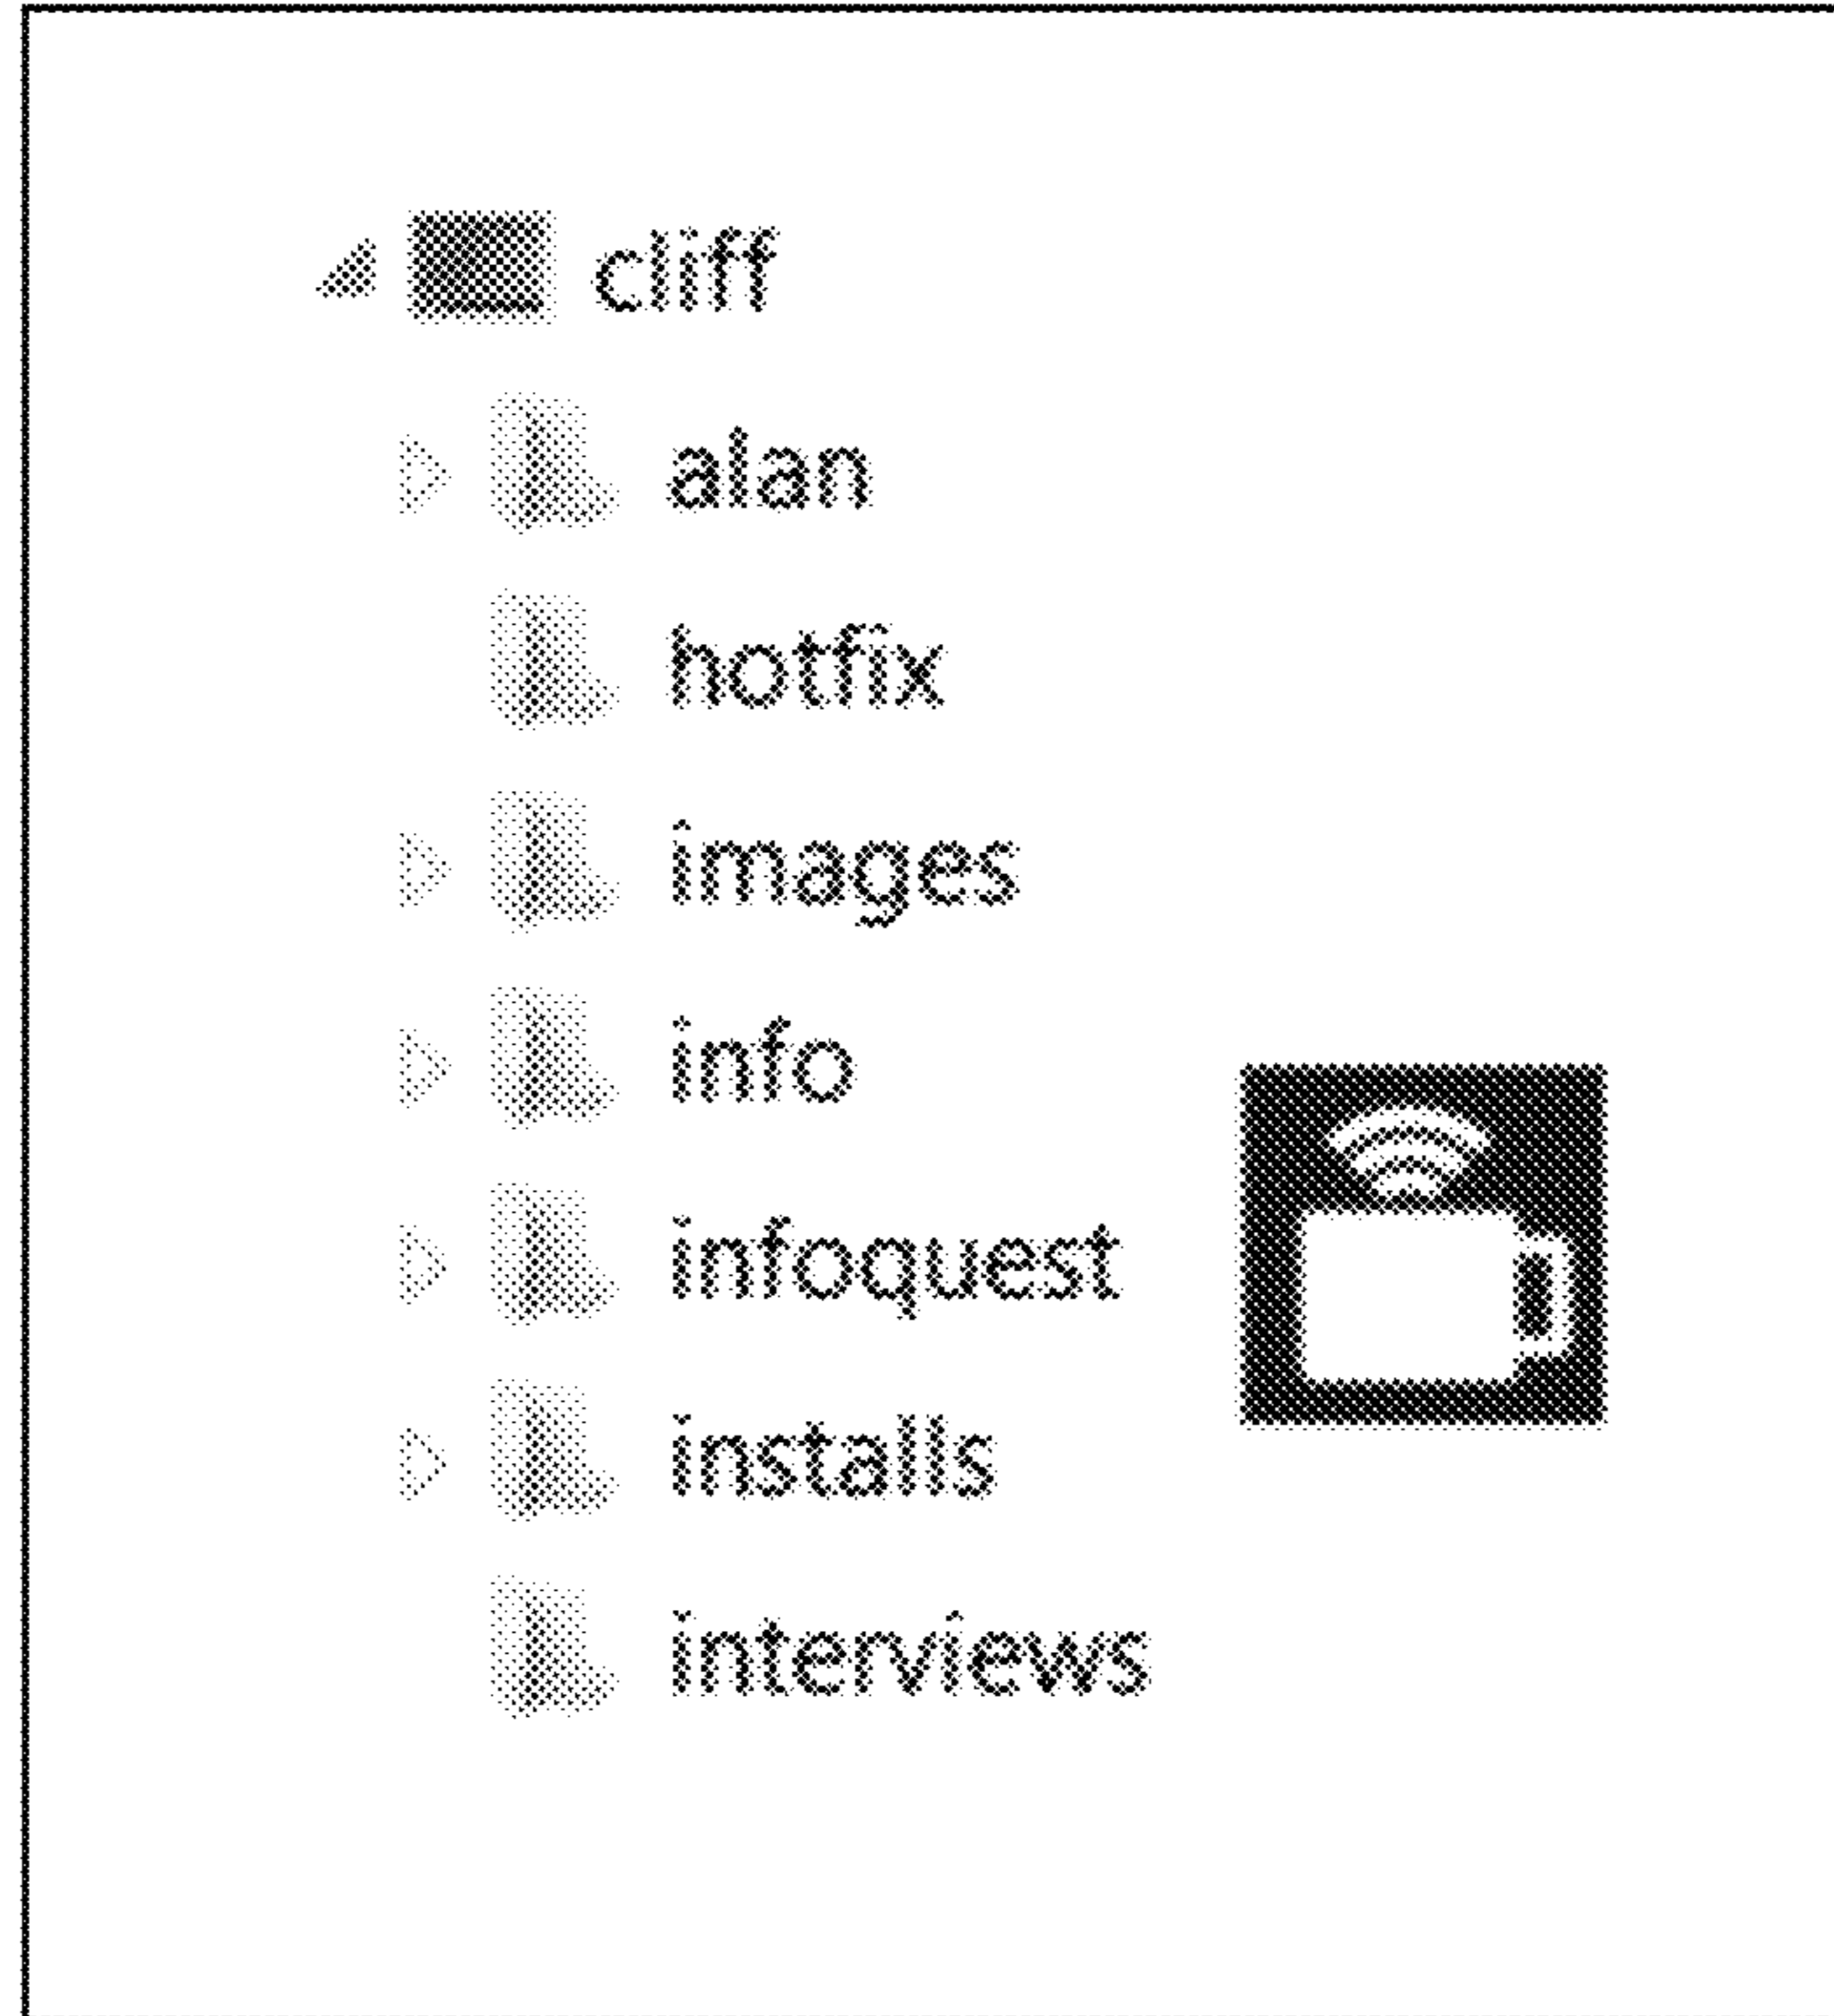 cliff
alan
hotfix
images
info
infoquest
installs
interviews